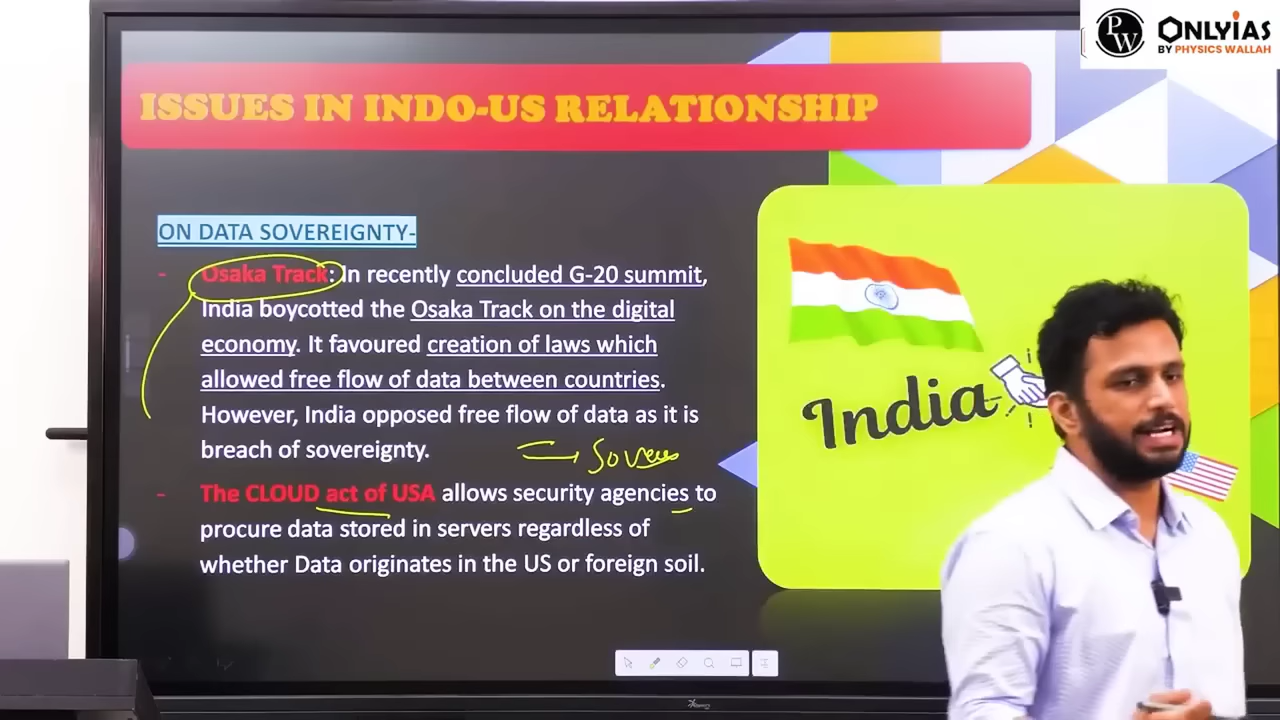 PW
ONLYIAS
BY PHYSICS WALLAH
ISSUES IN INDO-US RELATIONSHIP
ON DATA SOVEREIGNTY-
- Osaka Track: In recently concluded G-20 summit,
India boycotted the Osaka Track on the digital
economy. It favoured creation of laws which
allowed free flow of data between countries.
However, India opposed free flow of data as it is
breach of sovereignty.
- The CLOUD act of USA allows security agencies to
procure data stored in servers regardless of
whether Data originates in the US or foreign soil.
India